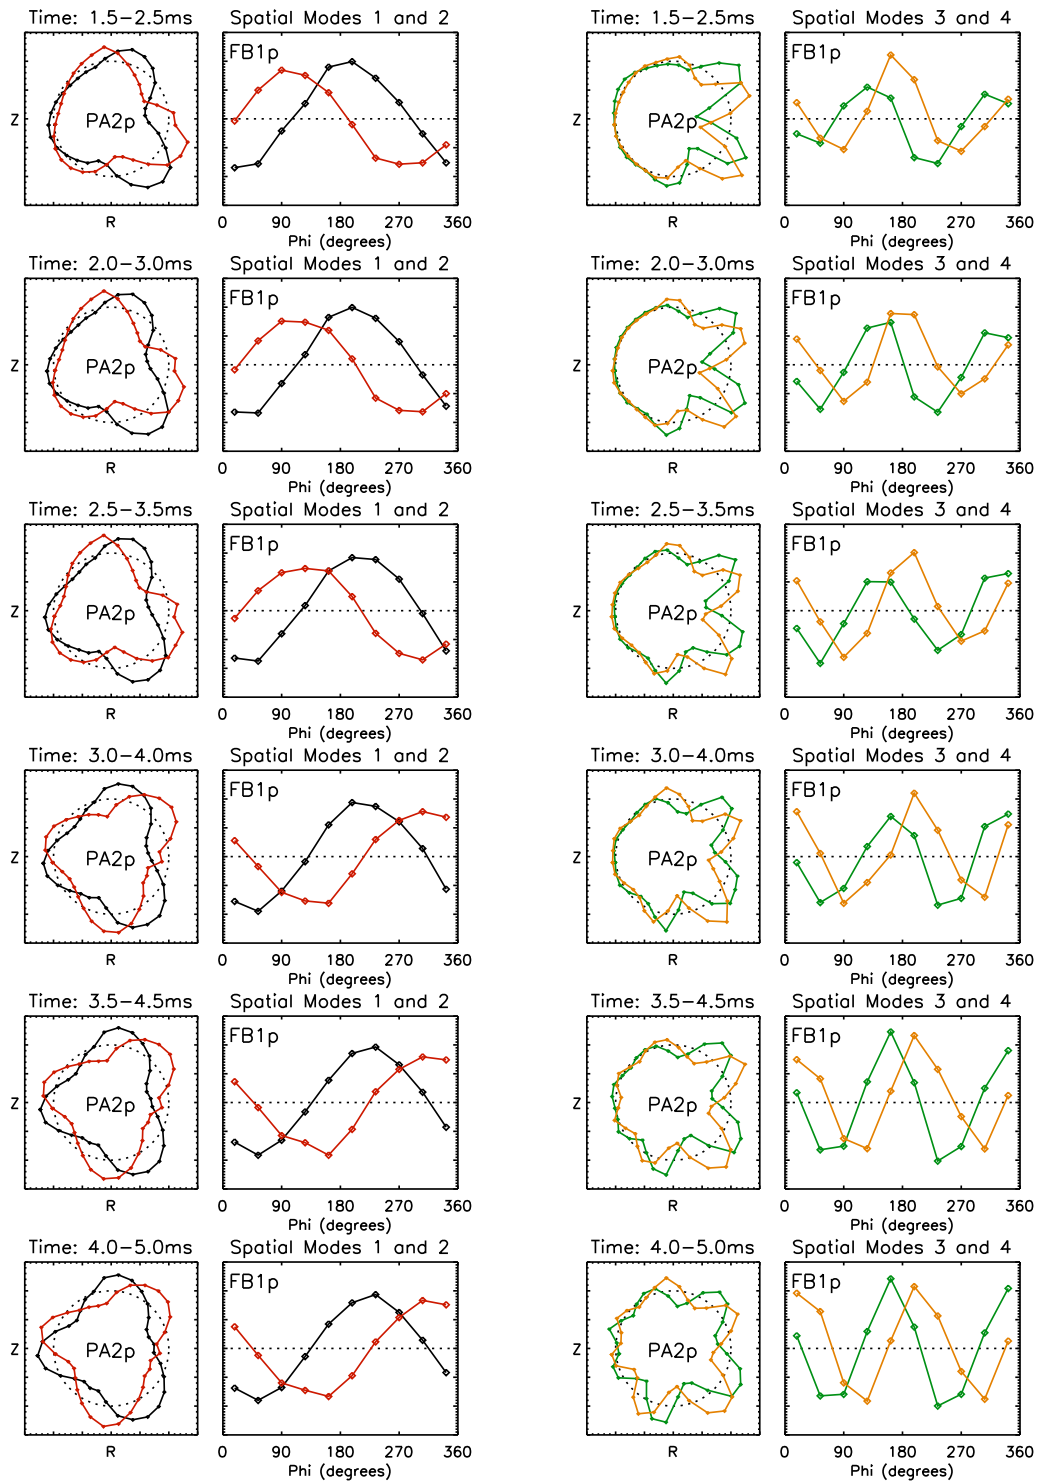 Time: 1.5-2.5ms Spatial Modes 1 and 2 Time: 1.5-2.5ms Spatial Modes 3 and 4
FB1p FB1p
Z PA2p Z PA2p
0 90 180 270 360 0 90 180 270 360
R Phi (degrees) R Phi (degrees)
Time: 2.0-3.0ms Spatial Modes 1 and 2 Time: 2.0-3.0ms Spatial Modes 3 and 4
FB1p FB1p
Z PA2p Z PA2p
0 90 180 270 360 0 90 180 270 360
R Phi (degrees) R Phi (degrees)
Time: 2.5-3.5ms Spatial Modes 1 and 2 Time: 2.5-3.5ms Spatial Modes 3 and 4
FB1p FB1p
Z PA2p Z PA2p
0 90 180 270 360 0 90 180 270 360
R Phi (degrees) R Phi (degrees)
Time: 3.0-4.0ms Spatial Modes 1 and 2 Time: 3.0-4.0ms Spatial Modes 3 and 4
FB1p FB1p
Z PA2p Z PA2p
0 90 180 270 360 0 90 180 270 360
R Phi (degrees) R Phi (degrees)
Time: 3.5-4.5ms Spatial Modes 1 and 2 Time: 3.5-4.5ms Spatial Modes 3 and 4
FB1p FB1p
Z PA2p Z PA2p
0 90 180 270 360 0 90 180 270 360
R Phi (degrees) R Phi (degrees)
Time: 4.0-5.0ms Spatial Modes 1 and 2 Time: 4.0-5.0ms Spatial Modes 3 and 4
FB1p FB1p
Z PA2p Z PA2p
0 90 180 270 360 0 90 180 270 360
R Phi (degrees) R Phi (degrees)